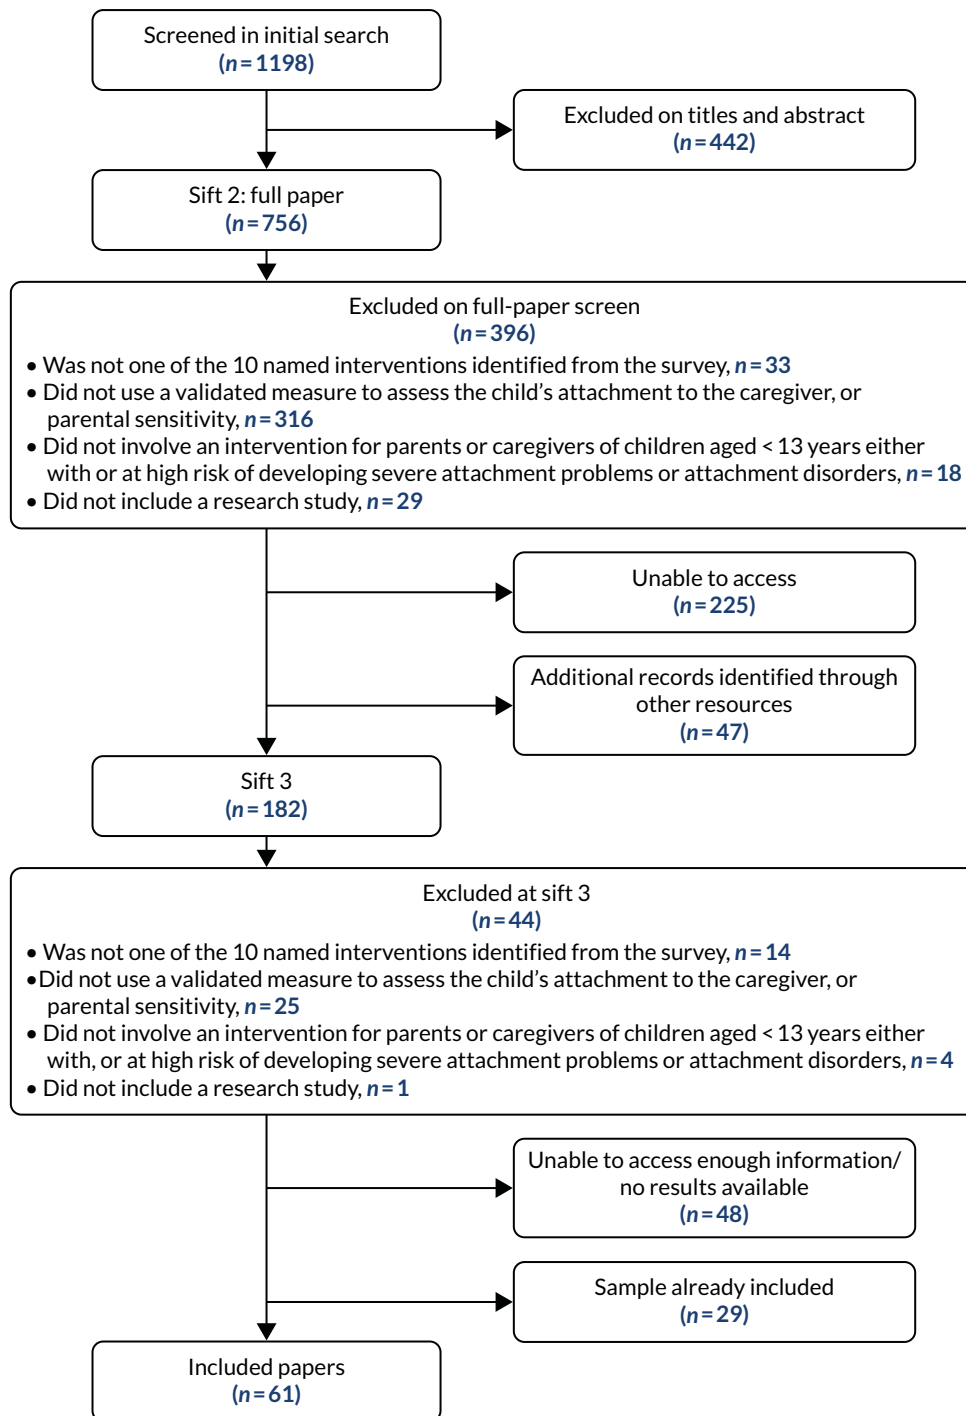 Screened in initial search
(n=1198)
Excluded on titles and abstract
(n=442)
Sift 2: full paper
(n=756)
Excluded on full-paper screen
(n=396)
• Was not one of the 10 named interventions identified from the survey, n=33
• Did not use a validated measure to assess the child’s attachment to the caregiver, or
parental sensitivity, n=316
• Did not involve an intervention for parents or caregivers of children aged < 13 years either
with or at high risk of developing severe attachment problems or attachment disorders, n=18
• Did not include a research study, n=29
Unable to access
(n=225)
Additional records identified through
other resources
(n=47)
Sift 3
(n=182)
Excluded at sift 3
(n=44)
• Was not one of the 10 named interventions identified from the survey, n=14
•Did not use a validated measure to assess the child’s attachment to the caregiver, or
parental sensitivity, n=25
• Did not involve an intervention for parents or caregivers of children aged < 13 years either
with, or at high risk of developing severe attachment problems or attachment disorders, n=4
• Did not include a research study, n=1
Unable to access enough information/
no results available
(n=48)
Sample already included
(n=29)
Included papers
(n=61)